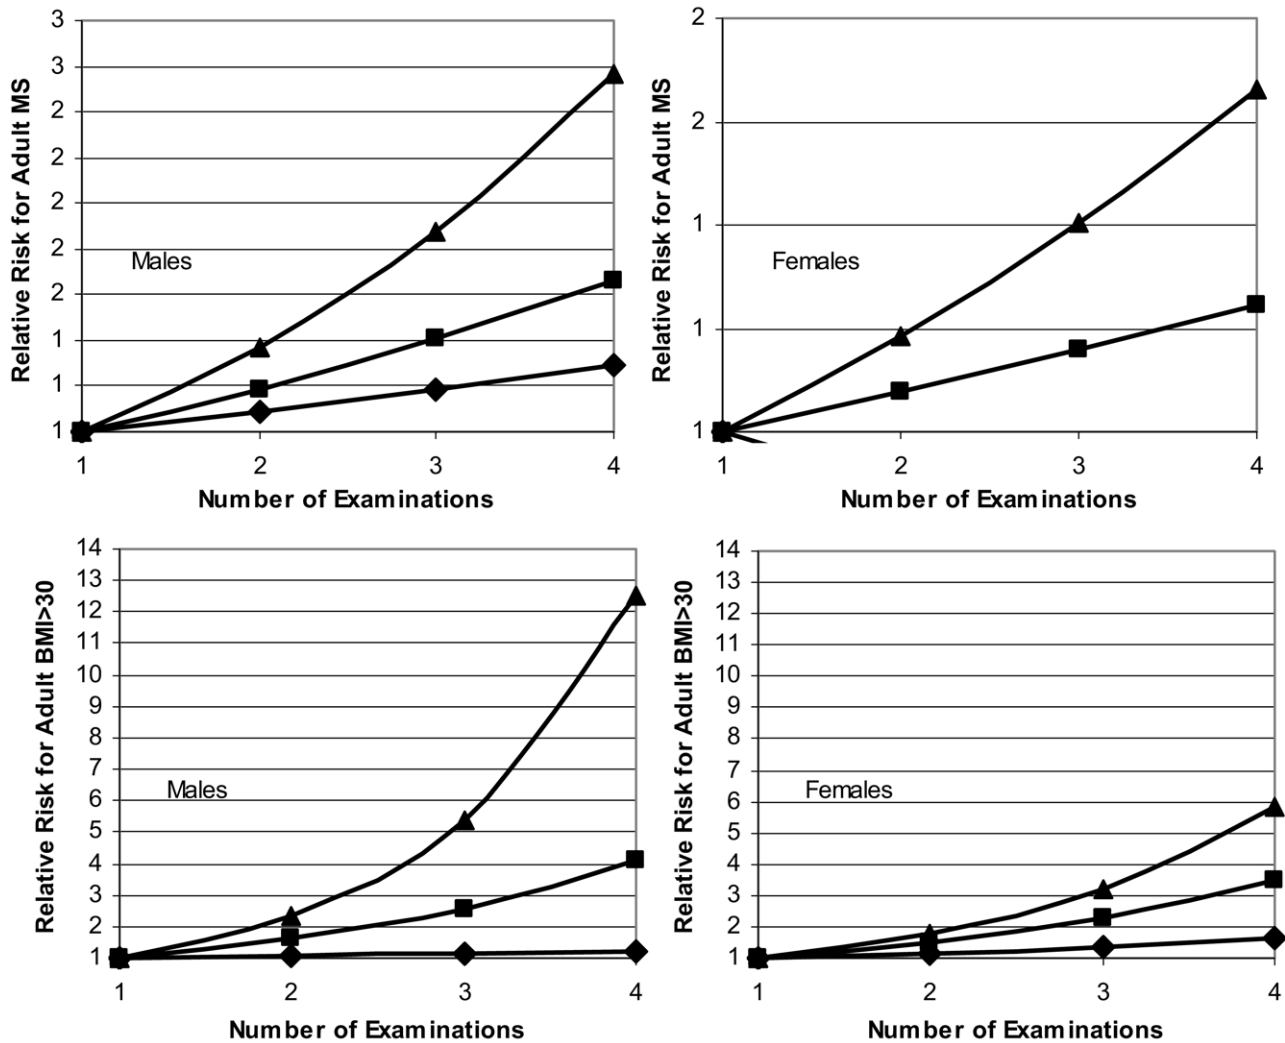 Relative Risk for Adult MS
3
3
2
2
2
2
2
1
1
1
Males
1 2 3 4
Number of Examinations
Relative Risk for Adult MS
2
2
1
1
1
Females
1 2 3 4
Number of Examinations
Relative Risk for Adult BMI>30
14
13
12
11
10
9
8
7
6
5
4
3
2
1
Males
1 2 3 4
Number of Examinations
Relative Risk for Adult BMI>30
14
13
12
11
10
9
8
7
6
5
4
3
2
1
Females
1 2 3 4
Number of Examinations